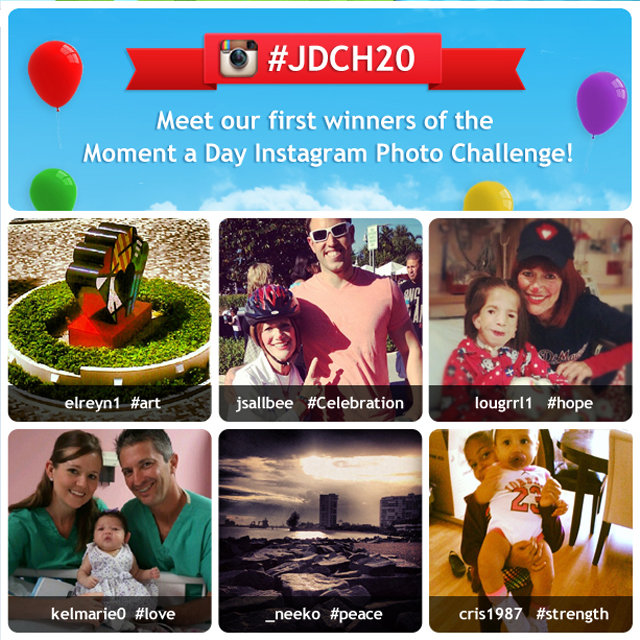 #JDCH20
Meet our first winners of the
Moment a Day Instagram Photo Challenge!
elreyn1 #art
jsallbee #Celebration
lougrrl1 #hope
23
kelmarie0 #love
_neeko #peace
cris1987 #strength